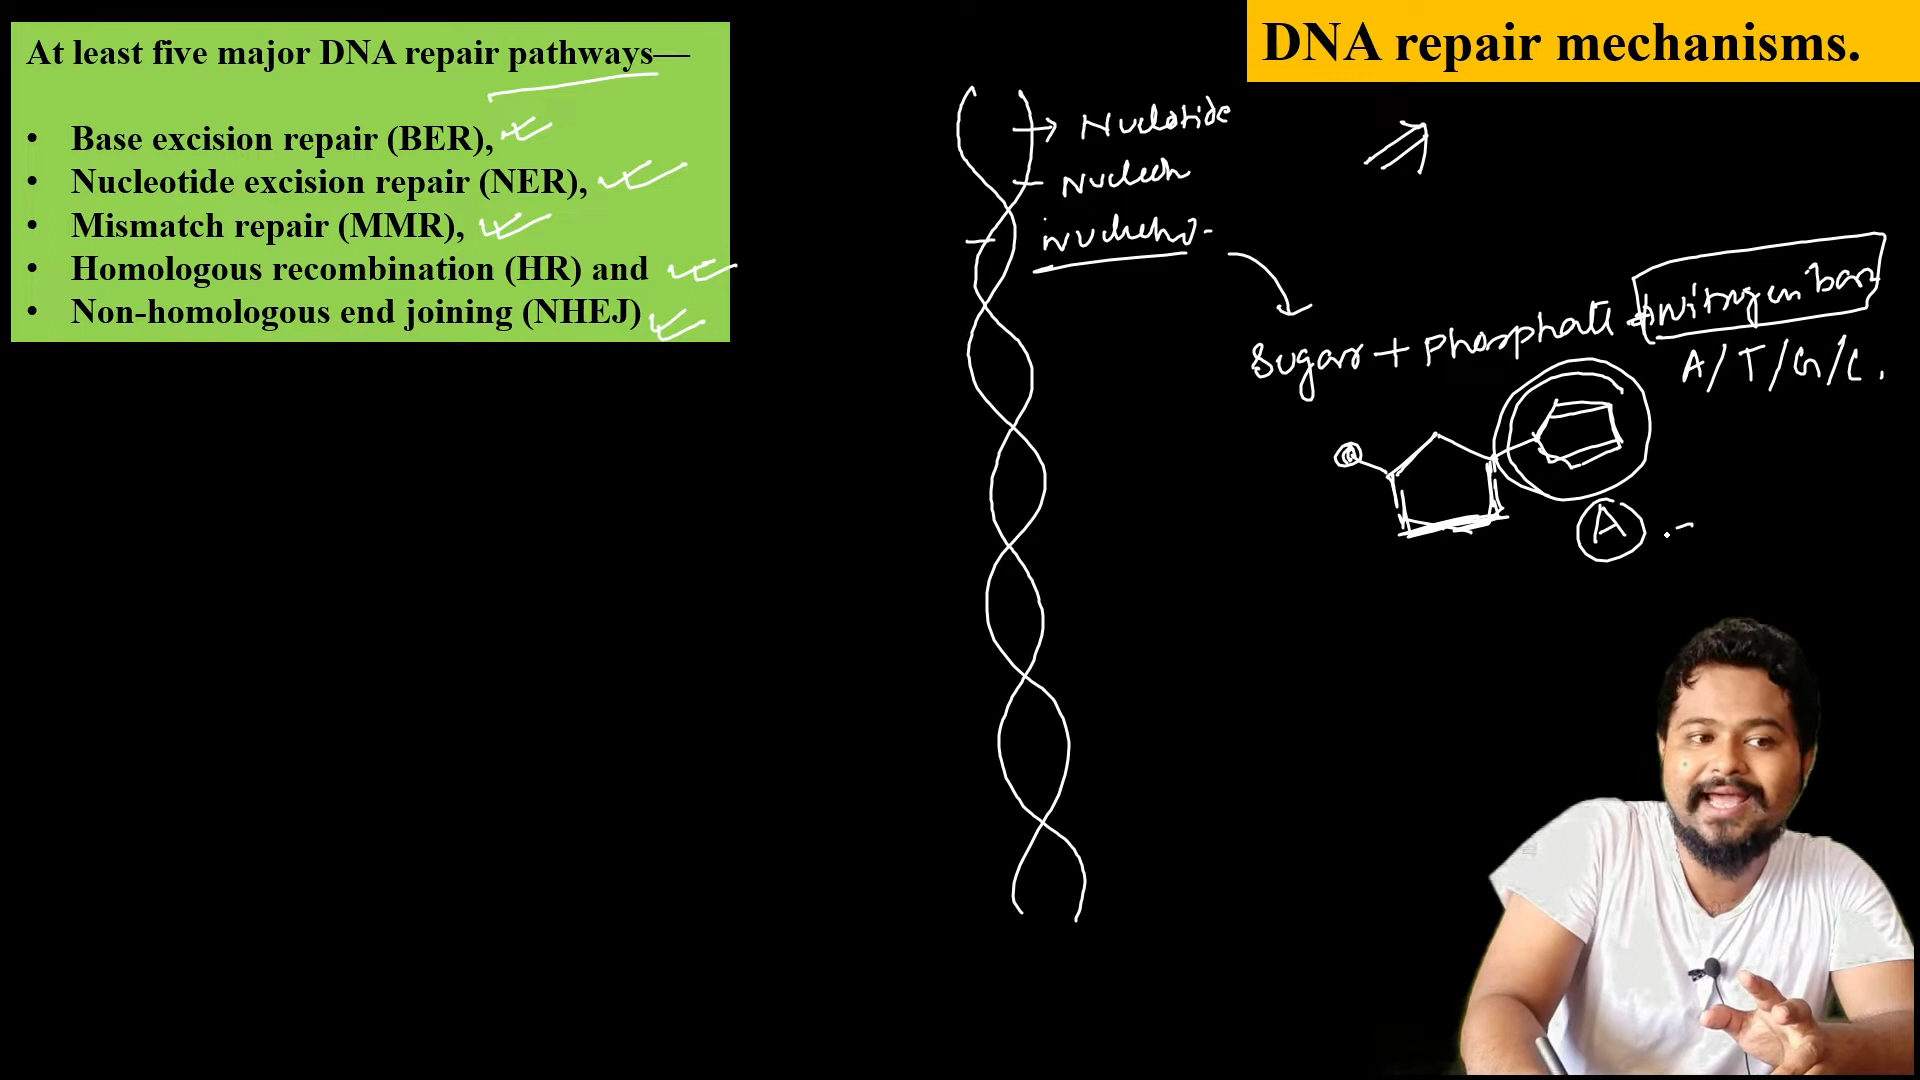 DNA repair mechanisms.
At least five major DNA repair pathways—
• Base excision repair (BER),
• Nucleotide excision repair (NER),
• Mismatch repair (MMR),
• Homologous recombination (HR) and
• Non-homologous end joining (NHEJ)
Nucleotide
Sugar + Phosphate + Nitrogen
A/T/G/C.
A